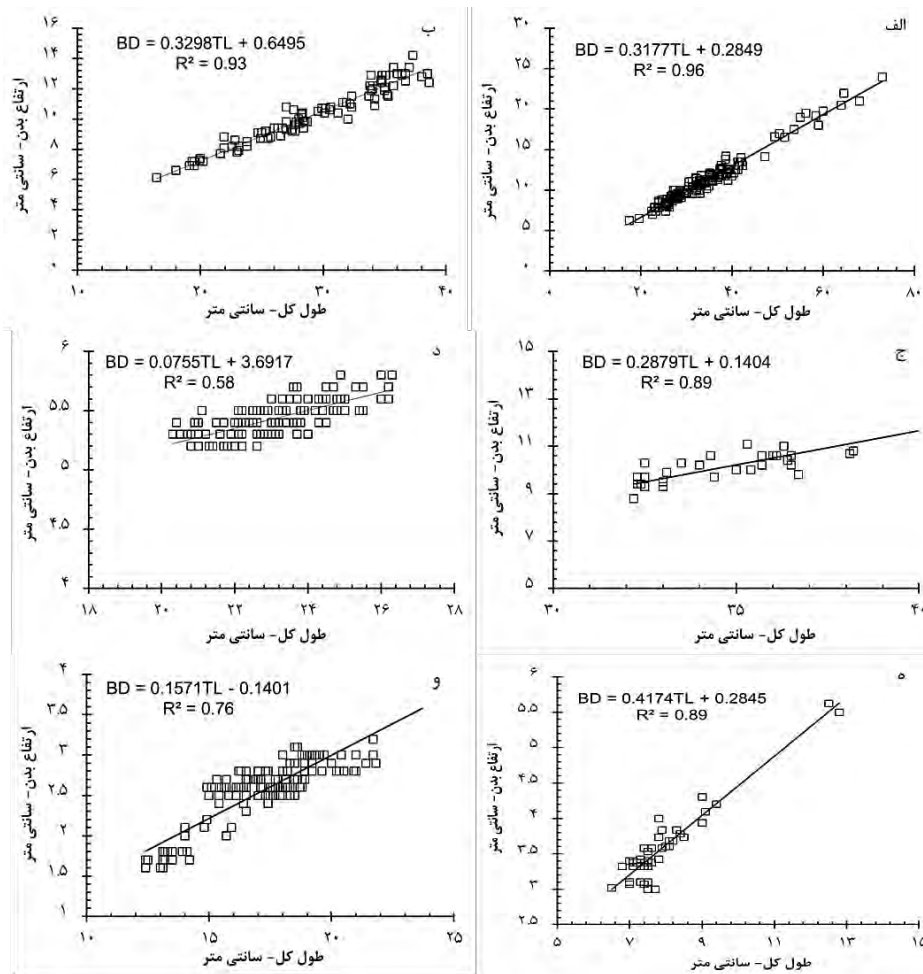 الف
BD = 0.3177TL + 0.2849
R² = 0.96
ارتفاع بدن- سانتی متر
۳۰
۲۵
۲۰
۱۵
۱۰
۵
۰
۰ ۲۰ ۴۰ ۶۰ ۸۰
طول کل- سانتی متر
ب
BD = 0.3298TL + 0.6495
R² = 0.93
ارتفاع بدن- سانتی متر
۱۶
۱۴
۱۲
۱۰
۸
۶
۴
۲
۰
۱۰ ۲۰ ۳۰ ۴۰
طول کل- سانتی متر
ج
BD = 0.2879TL + 0.1404
R² = 0.89
ارتفاع بدن- سانتی متر
۱۵
۱۳
۱۱
۹
۷
۵
۳۰ ۳۵ ۴۰
طول کل- سانتی متر
د
BD = 0.0755TL + 3.6917
R² = 0.58
ارتفاع بدن- سانتی متر
۶
۵.۵
۵
۴.۵
۴
۱۸ ۲۰ ۲۲ ۲۴ ۲۶ ۲۸
طول کل- سانتی متر
ه
BD = 0.4174TL + 0.2845
R² = 0.89
ارتفاع بدن- سانتی متر
۶
۵.۵
۵
۴.۵
۴
۳.۵
۳
۲.۵
۵ ۷ ۹ ۱۱ ۱۳ ۱۵
طول کل- سانتی متر
و
BD = 0.1571TL - 0.1401
R² = 0.76
ارتفاع بدن- سانتی متر
۴
۳.۵
۳
۲.۵
۲
۱.۵
۱
۱۰ ۱۵ ۲۰ ۲۵
طول کل- سانتی متر